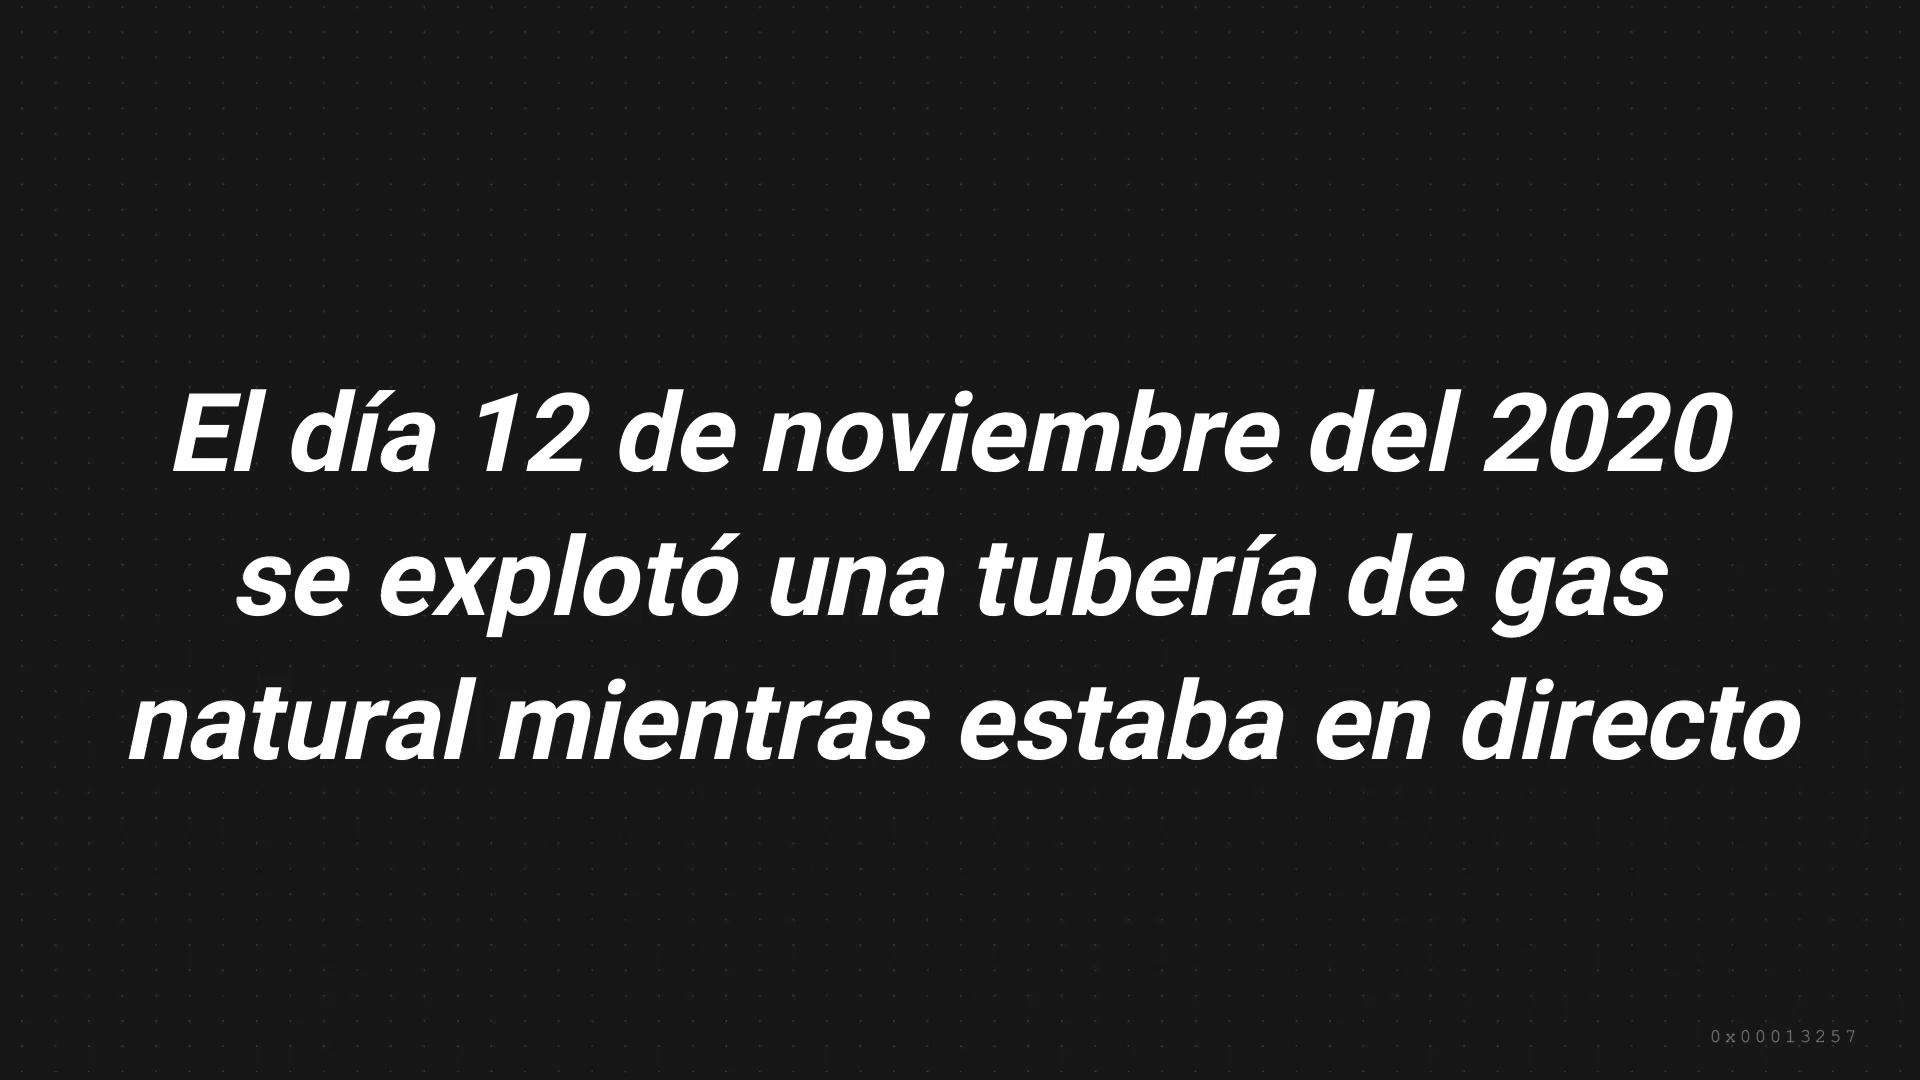 El día 12 de noviembre del 2020
se explotó una tubería de gas
natural mientras estaba en directo
0x00013257